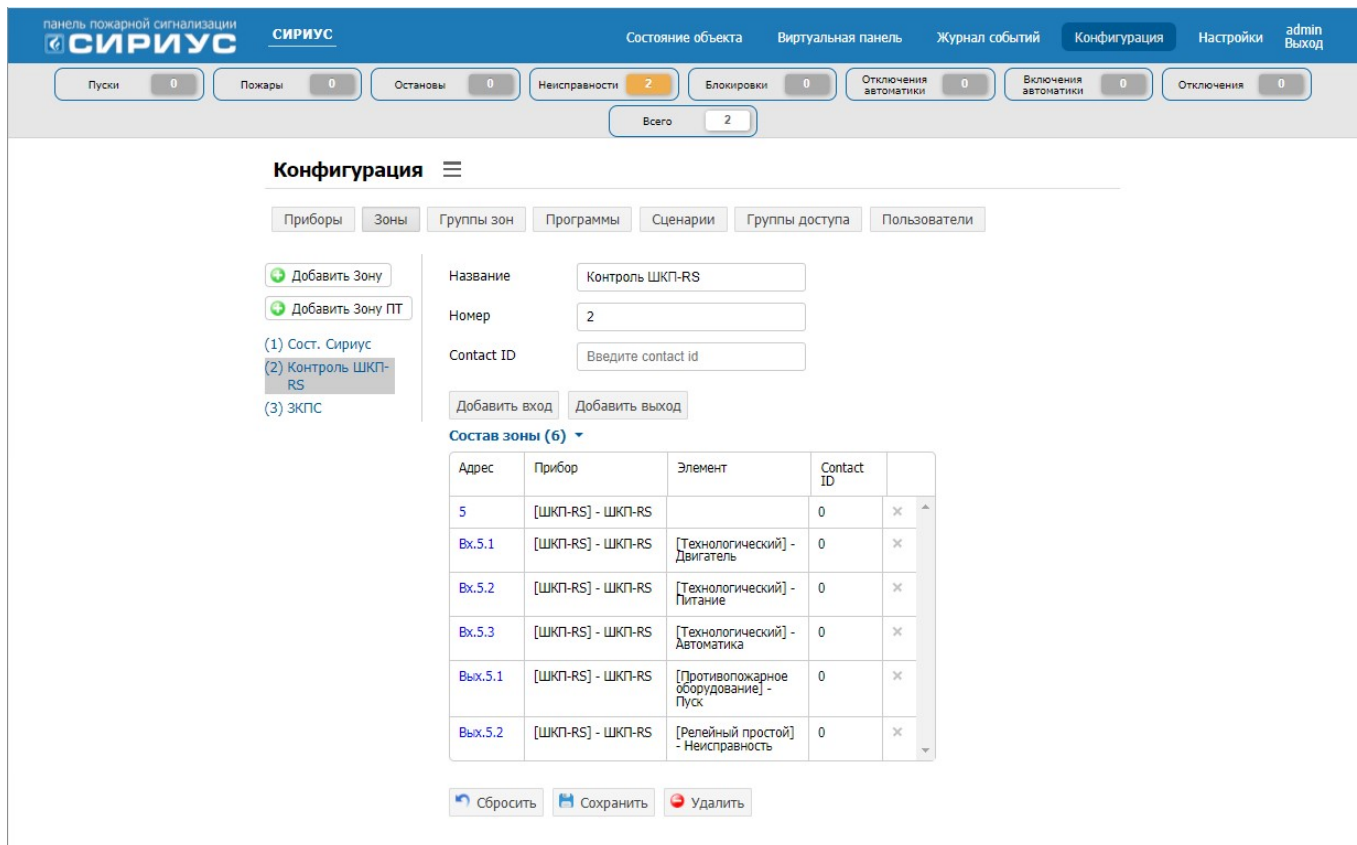 панель пожарной сигнализации
СИРИУС
СИРИУС
Состояние объекта Виртуальная панель Журнал событий Конфигурация Настройки
admin
Выход
Пуски 0
Пожары 0
Остановы 0
Неисправности 2
Блокировки 0
Отключения автоматики 0
Включения автоматики 0
Отключения 0
Всего 2
Конфигурация
Приборы Зоны Группы зон Программы Сценарии Группы доступа Пользователи
Добавить Зону
Добавить Зону ПТ
(1) Сост. Сириус
(2) Контроль ШКП-
RS
(3) ЗКПС
Название Контроль ШКП-RS
Номер 2
Contact ID Введите contact id
Добавить вход Добавить выход
Состав зоны (6)
Адрес Прибор Элемент Contact ID
5 [ШКП-RS] - ШКП-RS 0
Вх.5.1 [ШКП-RS] - ШКП-RS [Технологический] - Двигатель 0
Вх.5.2 [ШКП-RS] - ШКП-RS [Технологический] - Питание 0
Вх.5.3 [ШКП-RS] - ШКП-RS [Технологический] - Автоматика 0
Вых.5.1 [ШКП-RS] - ШКП-RS [Противопожарное оборудование] - Пуск 0
Вых.5.2 [ШКП-RS] - ШКП-RS [Релейный простой] - Неисправность 0
Сбросить Сохранить Удалить